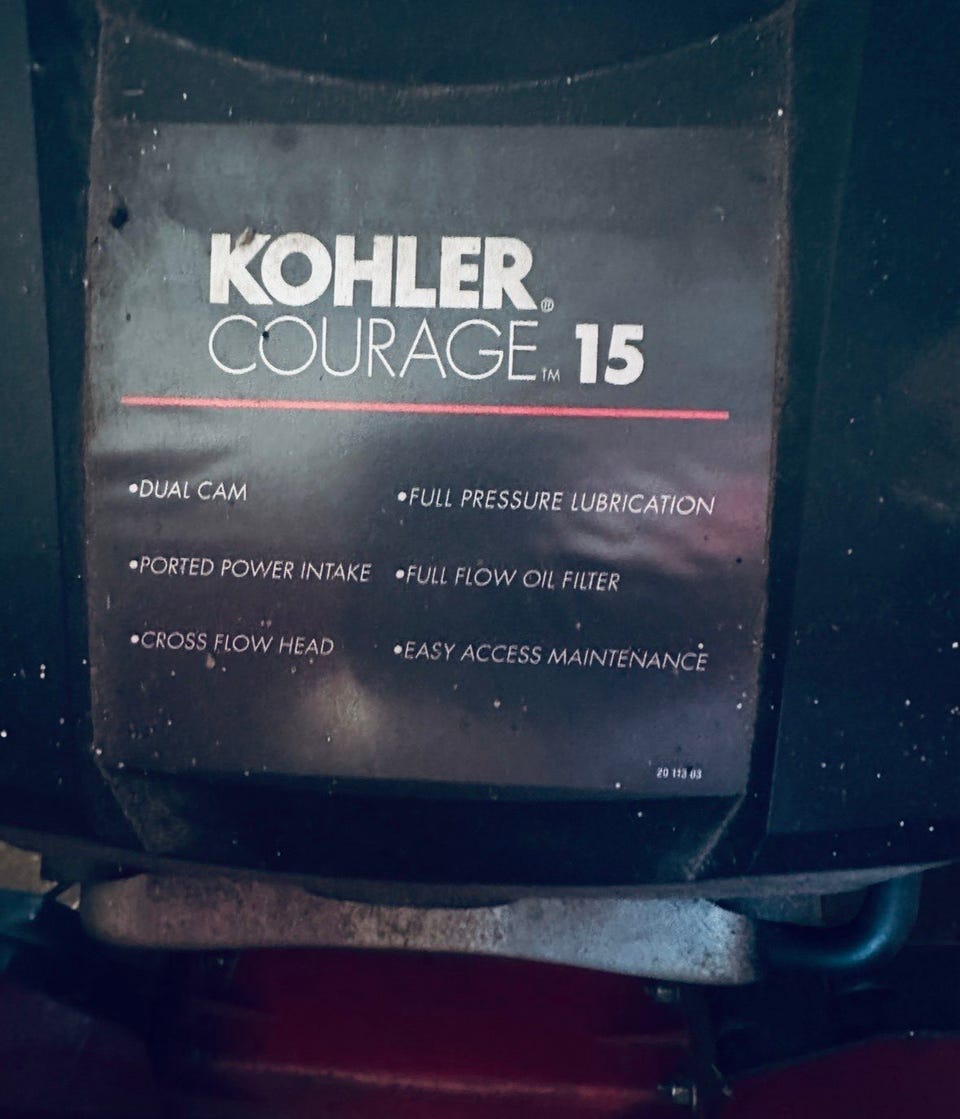 KOHLER®
COURAGE™ 15
•DUAL CAM
•FULL PRESSURE LUBRICATION
•PORTED POWER INTAKE
•FULL FLOW OIL FILTER
•CROSS FLOW HEAD
•EASY ACCESS MAINTENANCE
20 113 03